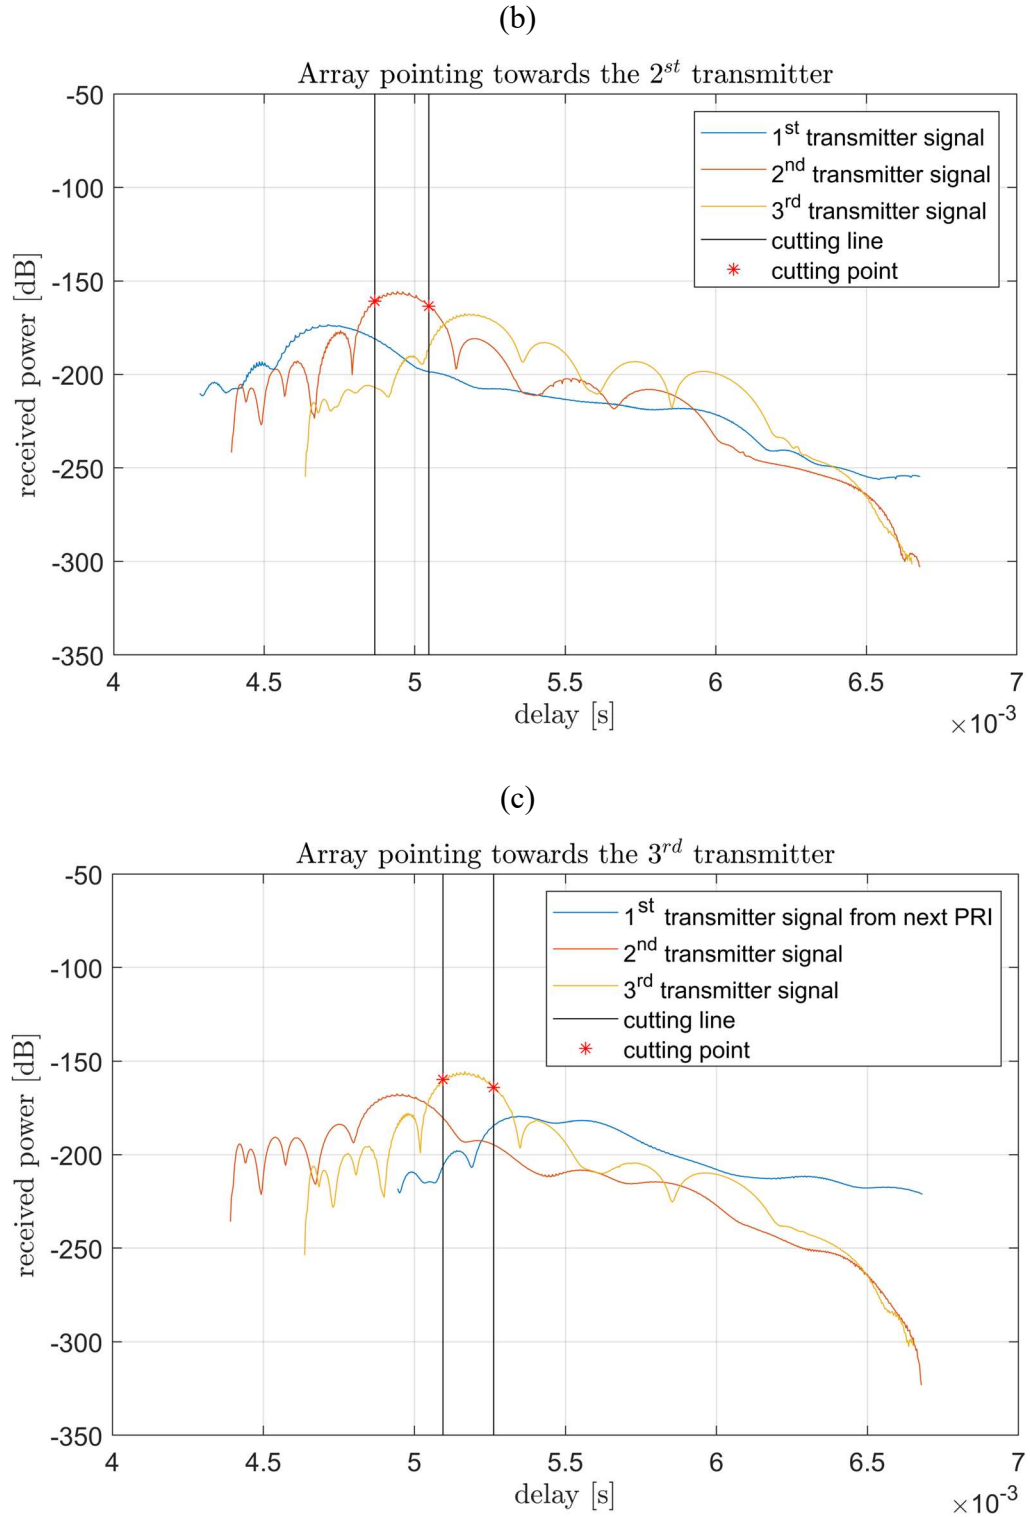 (b)
Array pointing towards the 2st transmitter
-50
-100
-150
-200
-250
-300
-350
received power [dB]
1st transmitter signal
2nd transmitter signal
3rd transmitter signal
cutting line
cutting point
4 4.5 5 5.5 6 6.5 7
delay [s]
×10-3
(c)
Array pointing towards the 3rd transmitter
-50
-100
-150
-200
-250
-300
-350
received power [dB]
1st transmitter signal from next PRI
2nd transmitter signal
3rd transmitter signal
cutting line
cutting point
4 4.5 5 5.5 6 6.5 7
delay [s]
×10-3